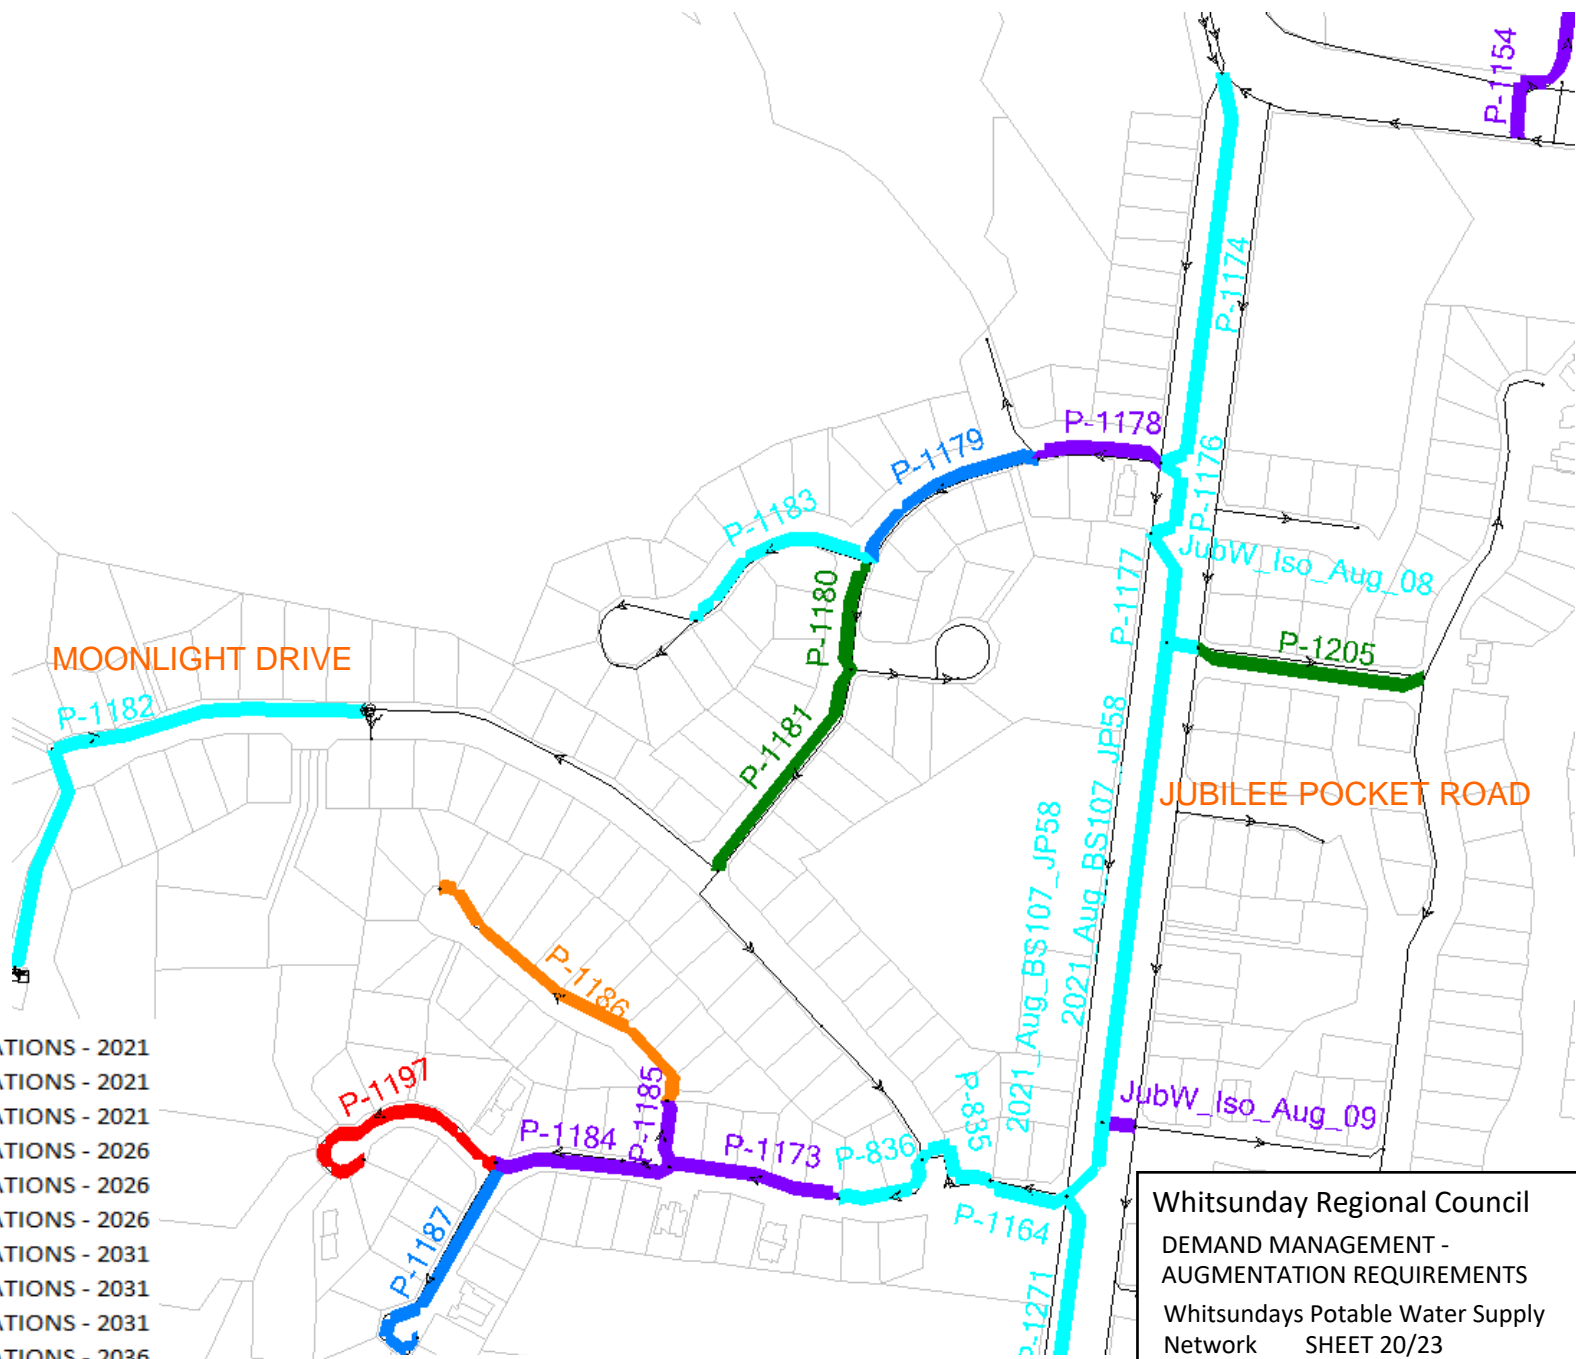 P-1154
P-1174
P-1178
P-1179
P-1176
P-1183
JubW_Iso_Aug_08
P-1177
P-1180
P-1205
MOONLIGHT DRIVE
P-1182
P-1181
JUBILEE POCKET ROAD
2021_Aug_BS107_JP58
2021_Aug_BS107_JP58
P-1186
ATIONS - 2021
ATIONS - 2021
ATIONS - 2021
ATIONS - 2026
ATIONS - 2026
ATIONS - 2026
ATIONS - 2031
ATIONS - 2031
ATIONS - 2031
ATIONS - 2036
P-1197
P-1185
P-835
JubW_Iso_Aug_09
P-1184
P-1173
P-836
P-1164
P-1187
P-1271
Whitsunday Regional Council
DEMAND MANAGEMENT -
AUGMENTATION REQUIREMENTS
Whitsundays Potable Water Supply
Network SHEET 20/23